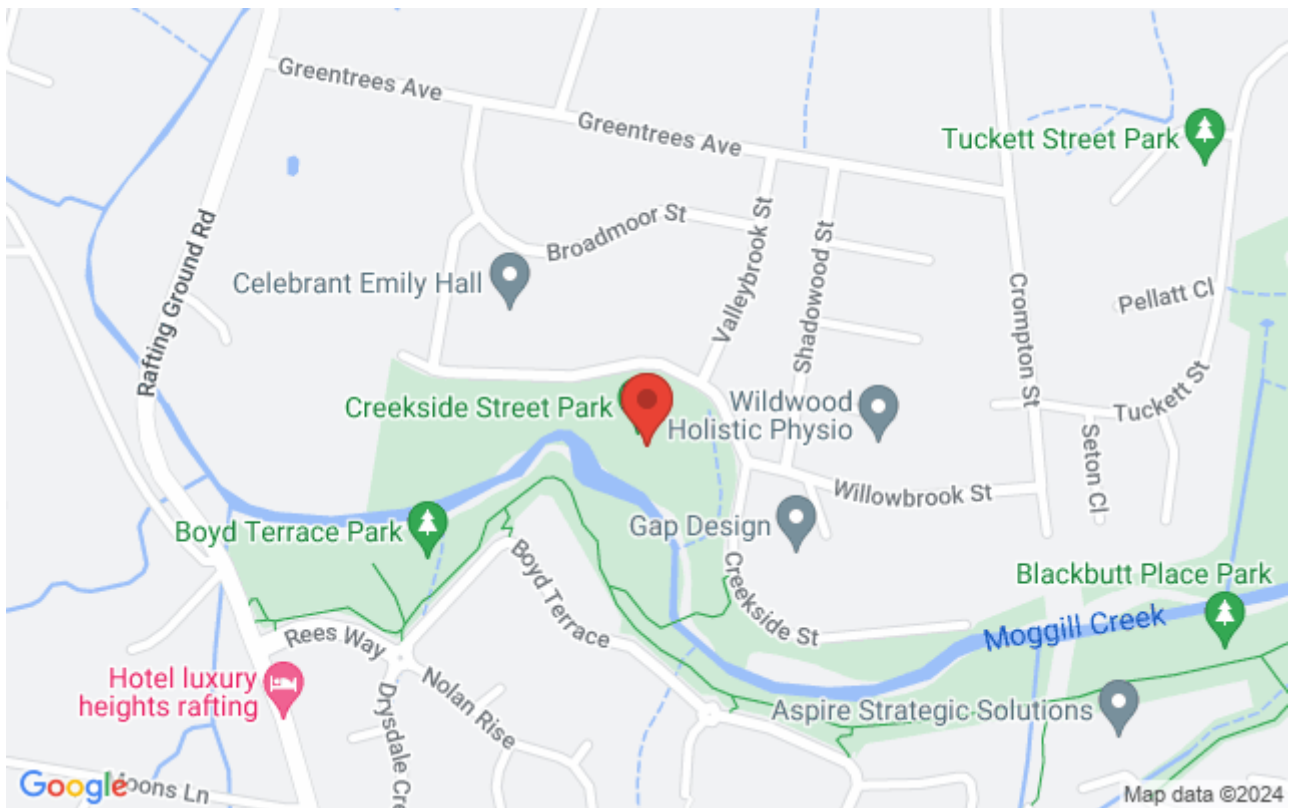 Greentrees Ave
Greentrees Ave
Tuckett Street Park
Broadmoor St
Valleybrook St
Shadowood St
Rafting Ground Rd
Celebrant Emily Hall
Crompton St
Pellatt Cl
Creekside Street Park
Wildwood
Holistic Physio
Tuckett St
Seton Cl
Willowbrook St
Boyd Terrace Park
Gap Design
Boyd Terrace
Creekside St
Blackbutt Place Park
Moggill Creek
Rees Way
Hotel luxury
heights rafting
Nolan Rise
Drysdale Cre
Aspire Strategic Solutions
Google
oons Ln
Map data ©2024